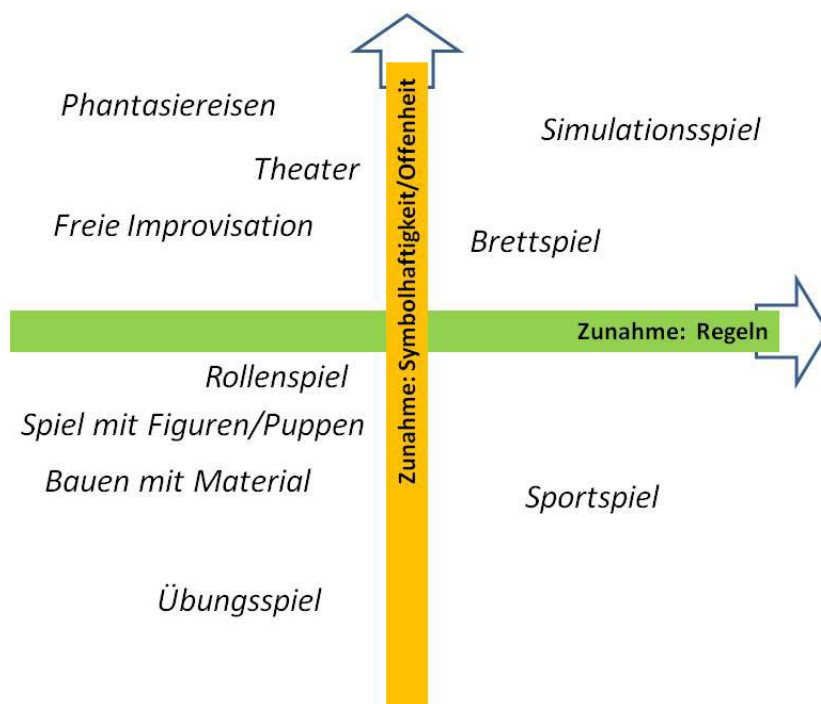 Phantasiereisen
Simulationsspiel
Theater
Freie Improvisation
Brettspiel
Zunahme: Symbolhaftigkeit/Offenheit
Zunahme: Regeln
Rollenspiel
Spiel mit Figuren/Puppen
Bauen mit Material
Sportspiel
Übungsspiel